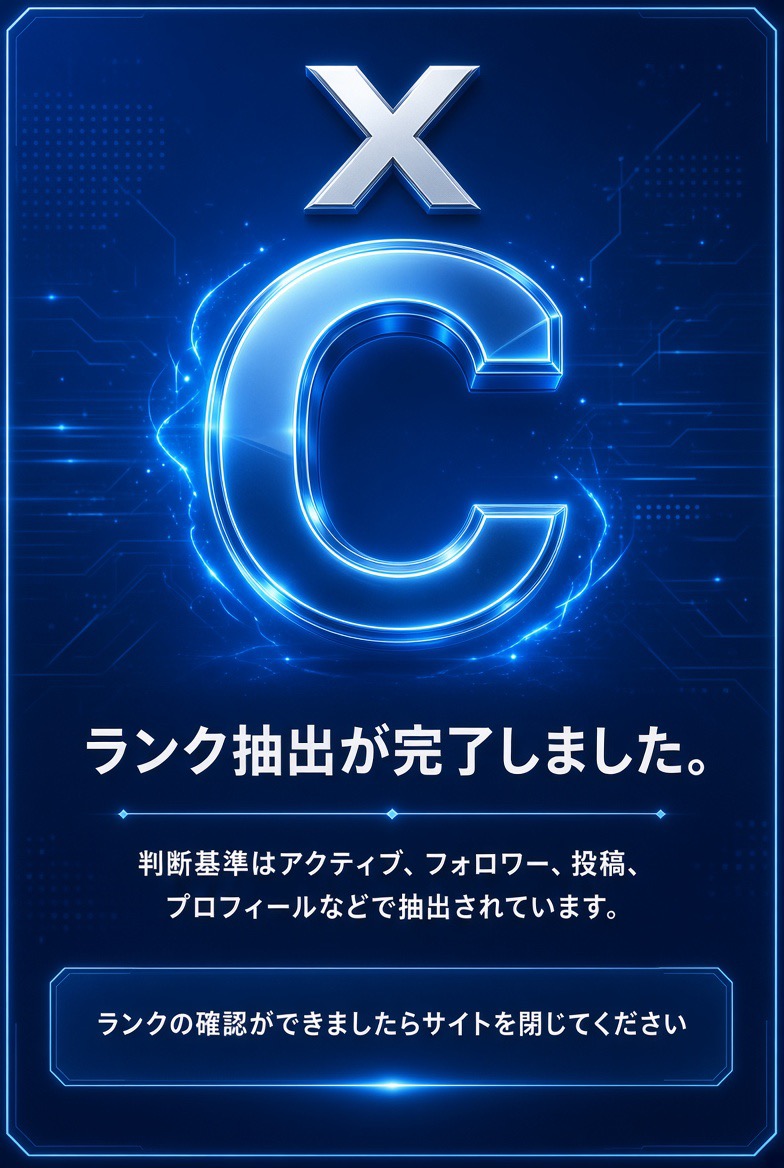 X
C
ランク抽出が完了しました。
判断基準はアクティブ、フォロワー、投稿、
プロフィールなどで抽出されています。
ランクの確認ができましたらサイトを閉じてください